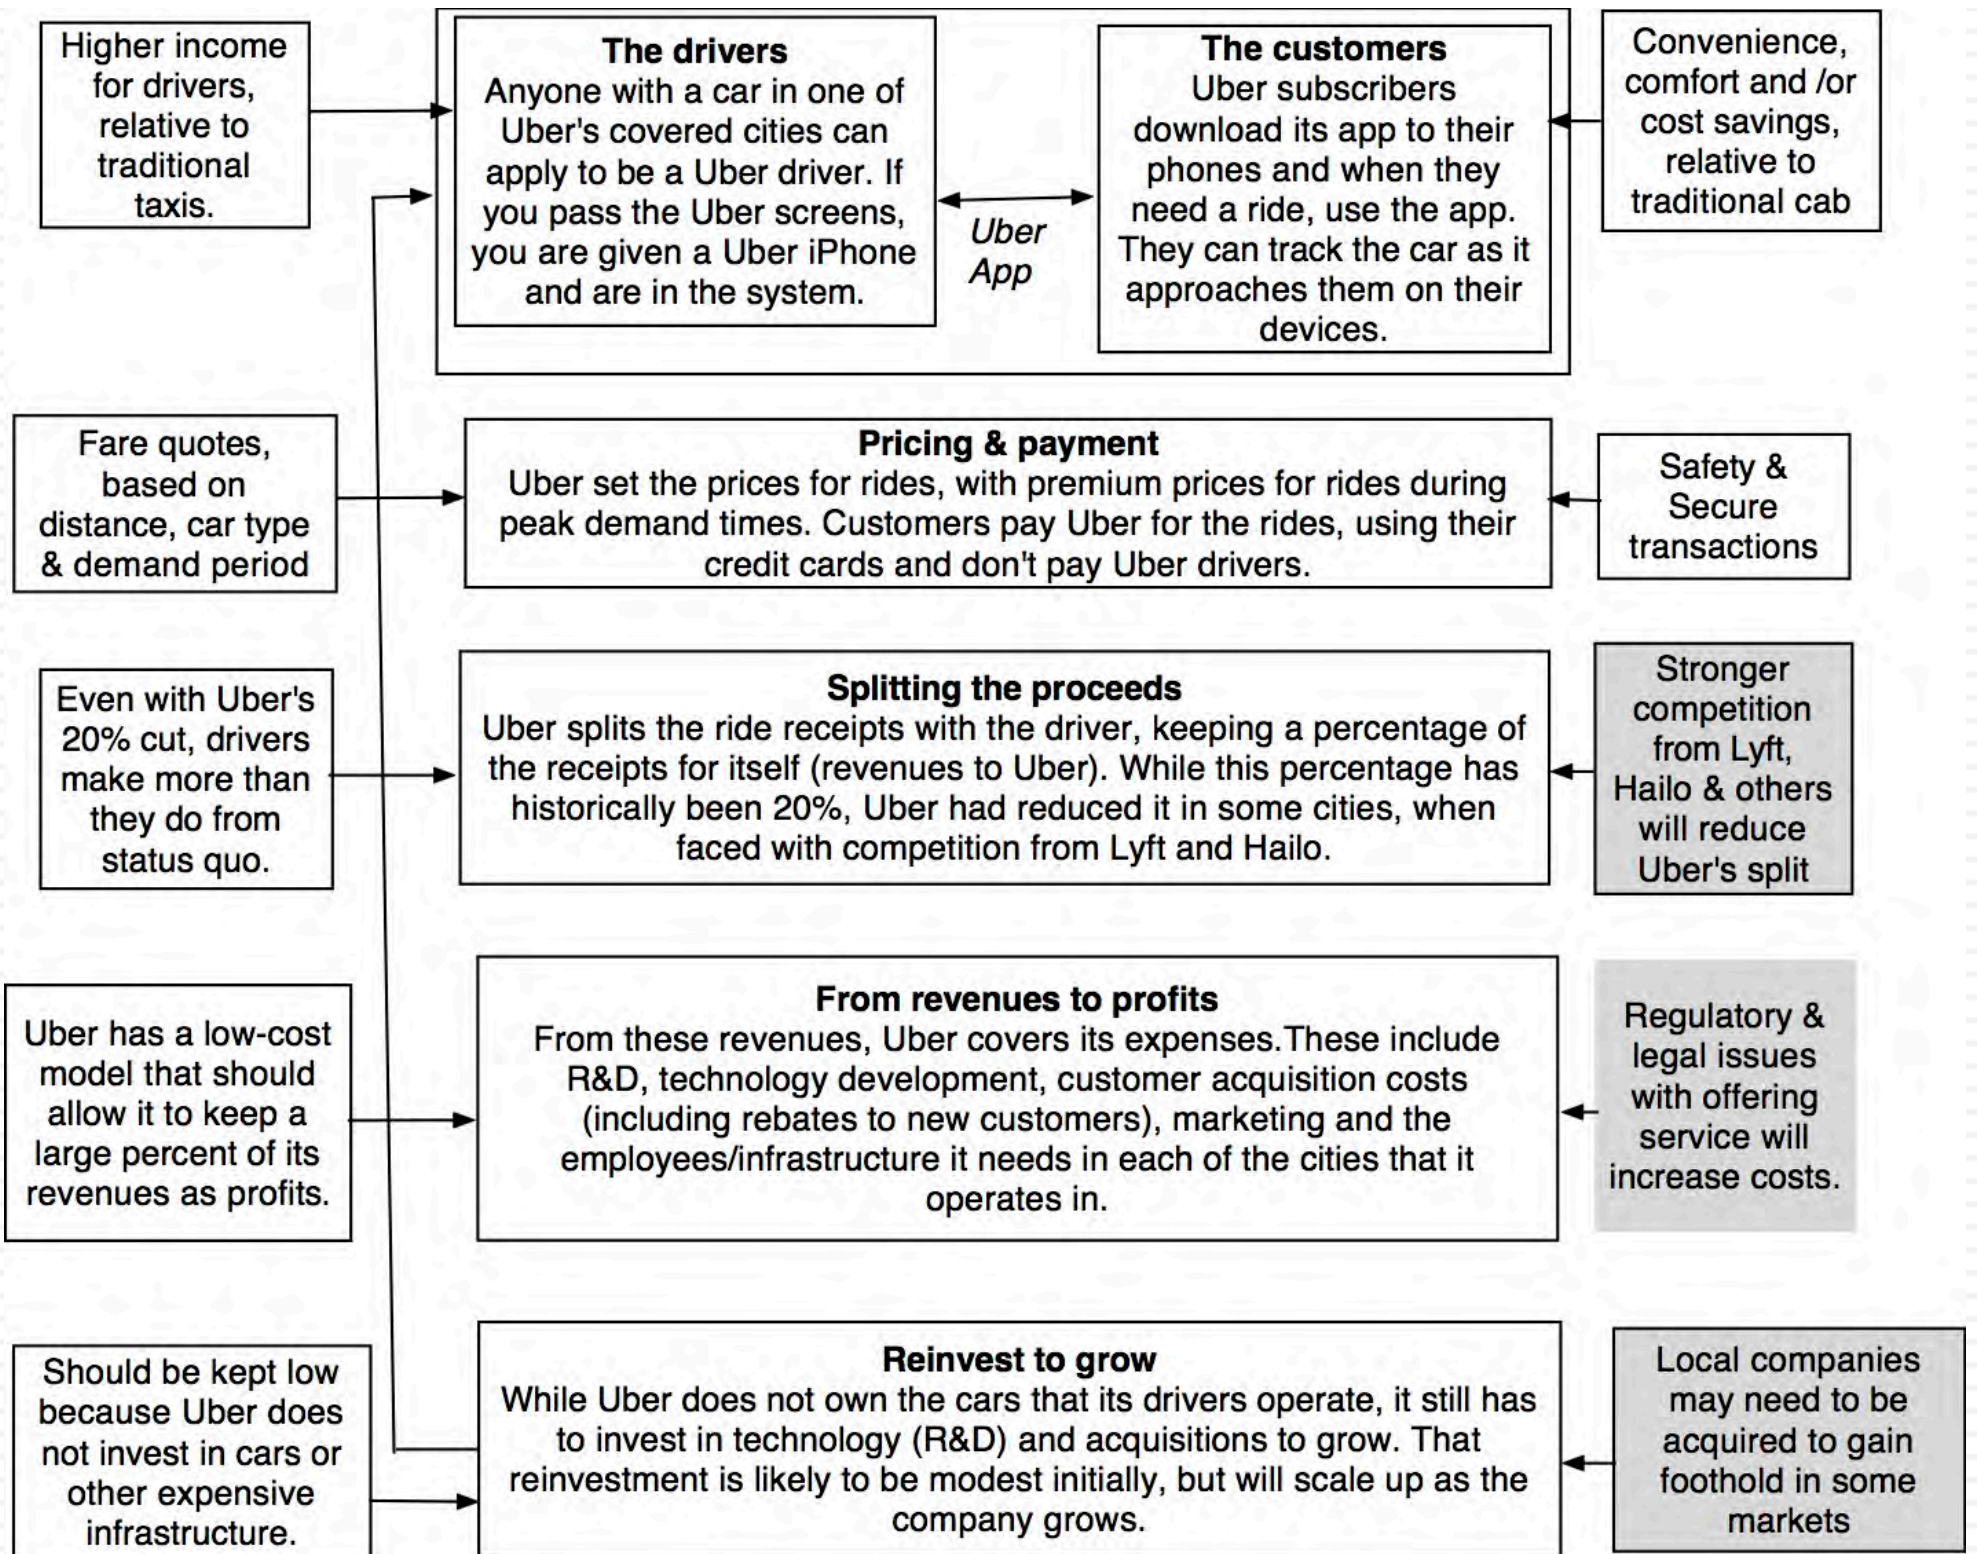 Higher income
for drivers,
relative to
traditional
taxis.
The drivers
Anyone with a car in one of
Uber's covered cities can
apply to be a Uber driver. If
you pass the Uber screens,
you are given a Uber iPhone
and are in the system.
Uber
App
The customers
Uber subscribers
download its app to their
phones and when they
need a ride, use the app.
They can track the car as it
approaches them on their
devices.
Convenience,
comfort and /or
cost savings,
relative to
traditional cab
Fare quotes,
based on
distance, car type
& demand period
Pricing & payment
Uber set the prices for rides, with premium prices for rides during
peak demand times. Customers pay Uber for the rides, using their
credit cards and don't pay Uber drivers.
Safety &
Secure
transactions
Even with Uber's
20% cut, drivers
make more than
they do from
status quo.
Splitting the proceeds
Uber splits the ride receipts with the driver, keeping a percentage of
the receipts for itself (revenues to Uber). While this percentage has
historically been 20%, Uber had reduced it in some cities, when
faced with competition from Lyft and Hailo.
Stronger
competition
from Lyft,
Hailo & others
will reduce
Uber's split
Uber has a low-cost
model that should
allow it to keep a
large percent of its
revenues as profits.
From revenues to profits
From these revenues, Uber covers its expenses.These include
R&D, technology development, customer acquisition costs
(including rebates to new customers), marketing and the
employees/infrastructure it needs in each of the cities that it
operates in.
Regulatory &
legal issues
with offering
service will
increase costs.
Should be kept low
because Uber does
not invest in cars or
other expensive
infrastructure.
Reinvest to grow
While Uber does not own the cars that its drivers operate, it still has
to invest in technology (R&D) and acquisitions to grow. That
reinvestment is likely to be modest initially, but will scale up as the
company grows.
Local companies
may need to be
acquired to gain
foothold in some
markets